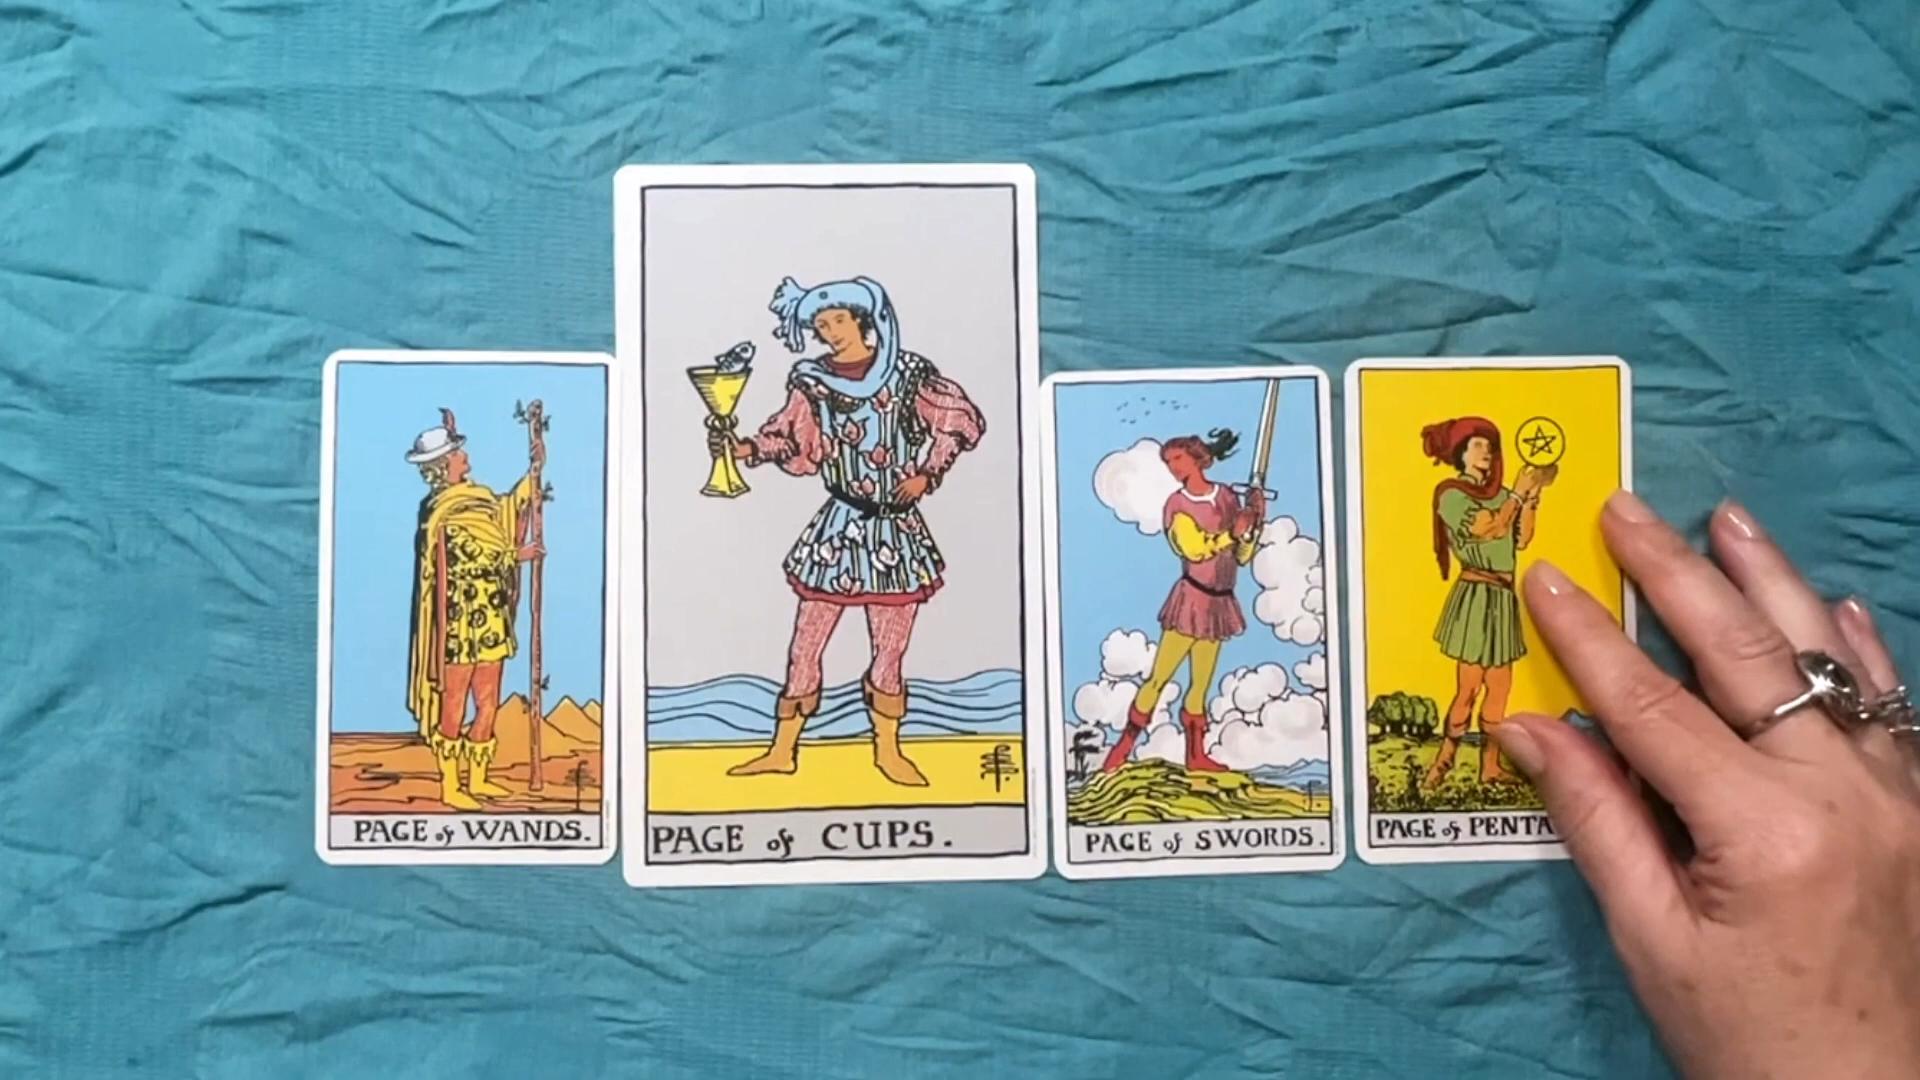 PAGE of WANDS.
PAGE of CUPS.
PAGE of SWORDS.
PAGE of PENTA